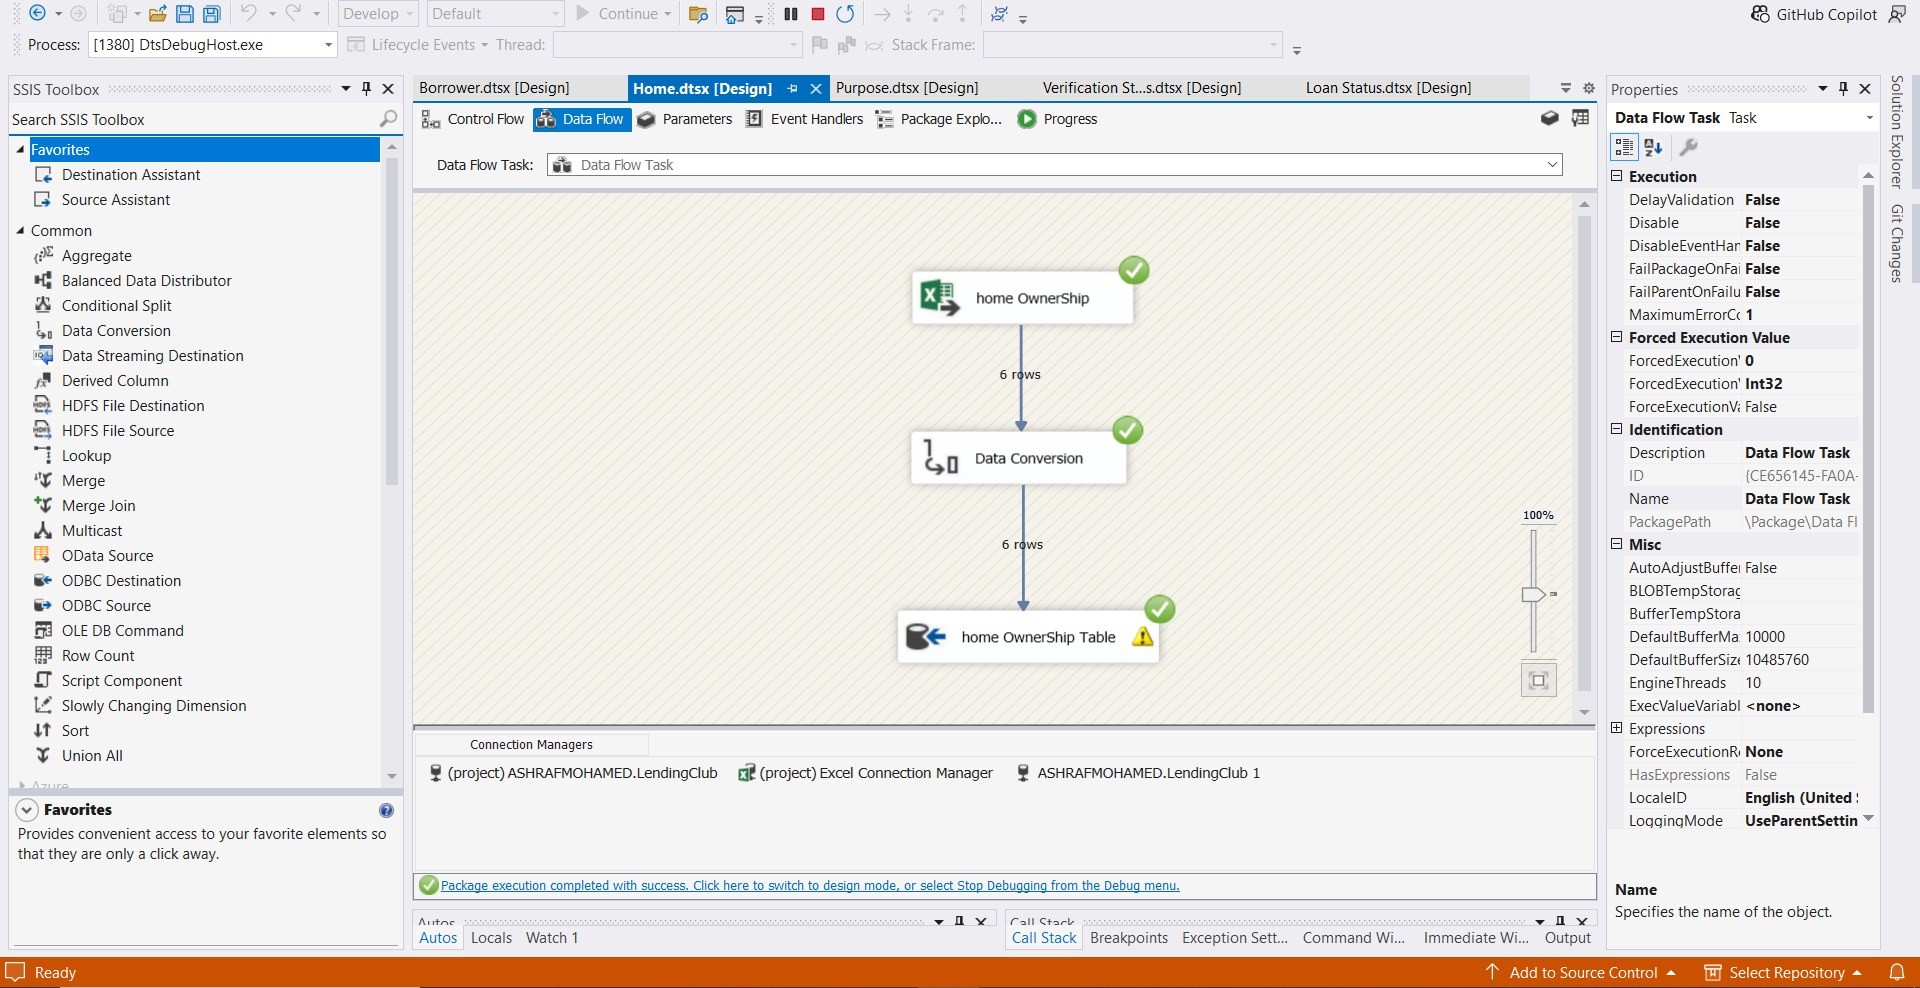 Develop
Default
Continue
GitHub Copilot
Process:
[1380] DtsDebugHost.exe
Lifecycle Events
Thread:
Stack Frame:
SSIS Toolbox
Search SSIS Toolbox
Favorites
Destination Assistant
Source Assistant
Common
Aggregate
Balanced Data Distributor
Conditional Split
Data Conversion
Data Streaming Destination
Derived Column
HDFS File Destination
HDFS File Source
Lookup
Merge
Merge Join
Multicast
OData Source
ODBC Destination
ODBC Source
OLE DB Command
Row Count
Script Component
Slowly Changing Dimension
Sort
Union All
Azure
Favorites
Provides convenient access to your favorite elements so
that they are only a click away.
Borrower.dtsx [Design]
Home.dtsx [Design]
Purpose.dtsx [Design]
Verification St...s.dtsx [Design]
Loan Status.dtsx [Design]
Control Flow
Data Flow
Parameters
Event Handlers
Package Explo...
Progress
Data Flow Task:
Data Flow Task
home OwnerShip
6 rows
Data Conversion
6 rows
home OwnerShip Table
100%
Connection Managers
(project) ASHRAFMOHAMED.LendingClub
(project) Excel Connection Manager
ASHRAFMOHAMED.LendingClub 1
Package execution completed with success. Click here to switch to design mode, or select Stop Debugging from the Debug menu.
Autos
Autos
Locals
Watch 1
Call Stack
Call Stack
Breakpoints
Exception Sett...
Command Wi...
Immediate Wi...
Output
Properties
Data Flow Task Task
Execution
DelayValidation False
Disable False
DisableEventHan False
FailPackageOnFai False
FailParentOnFailu False
MaximumErrorCo 1
Forced Execution Value
ForcedExecution 0
ForcedExecution Int32
ForceExecutionVa False
Identification
Description Data Flow Task
ID {CE656145-FA0A-
Name Data Flow Task
PackagePath \Package\Data Fl
Misc
AutoAdjustBuffer False
BLOBTempStorag
BufferTempStora
DefaultBufferMa 10000
DefaultBufferSize 10485760
EngineThreads 10
ExecValueVariabl <none>
Expressions
ForceExecutionRe None
HasExpressions False
LocaleID English (United S
LoggingMode UseParentSettin
Name
Specifies the name of the object.
Solution Explorer
Git Changes
Ready
Add to Source Control
Select Repository